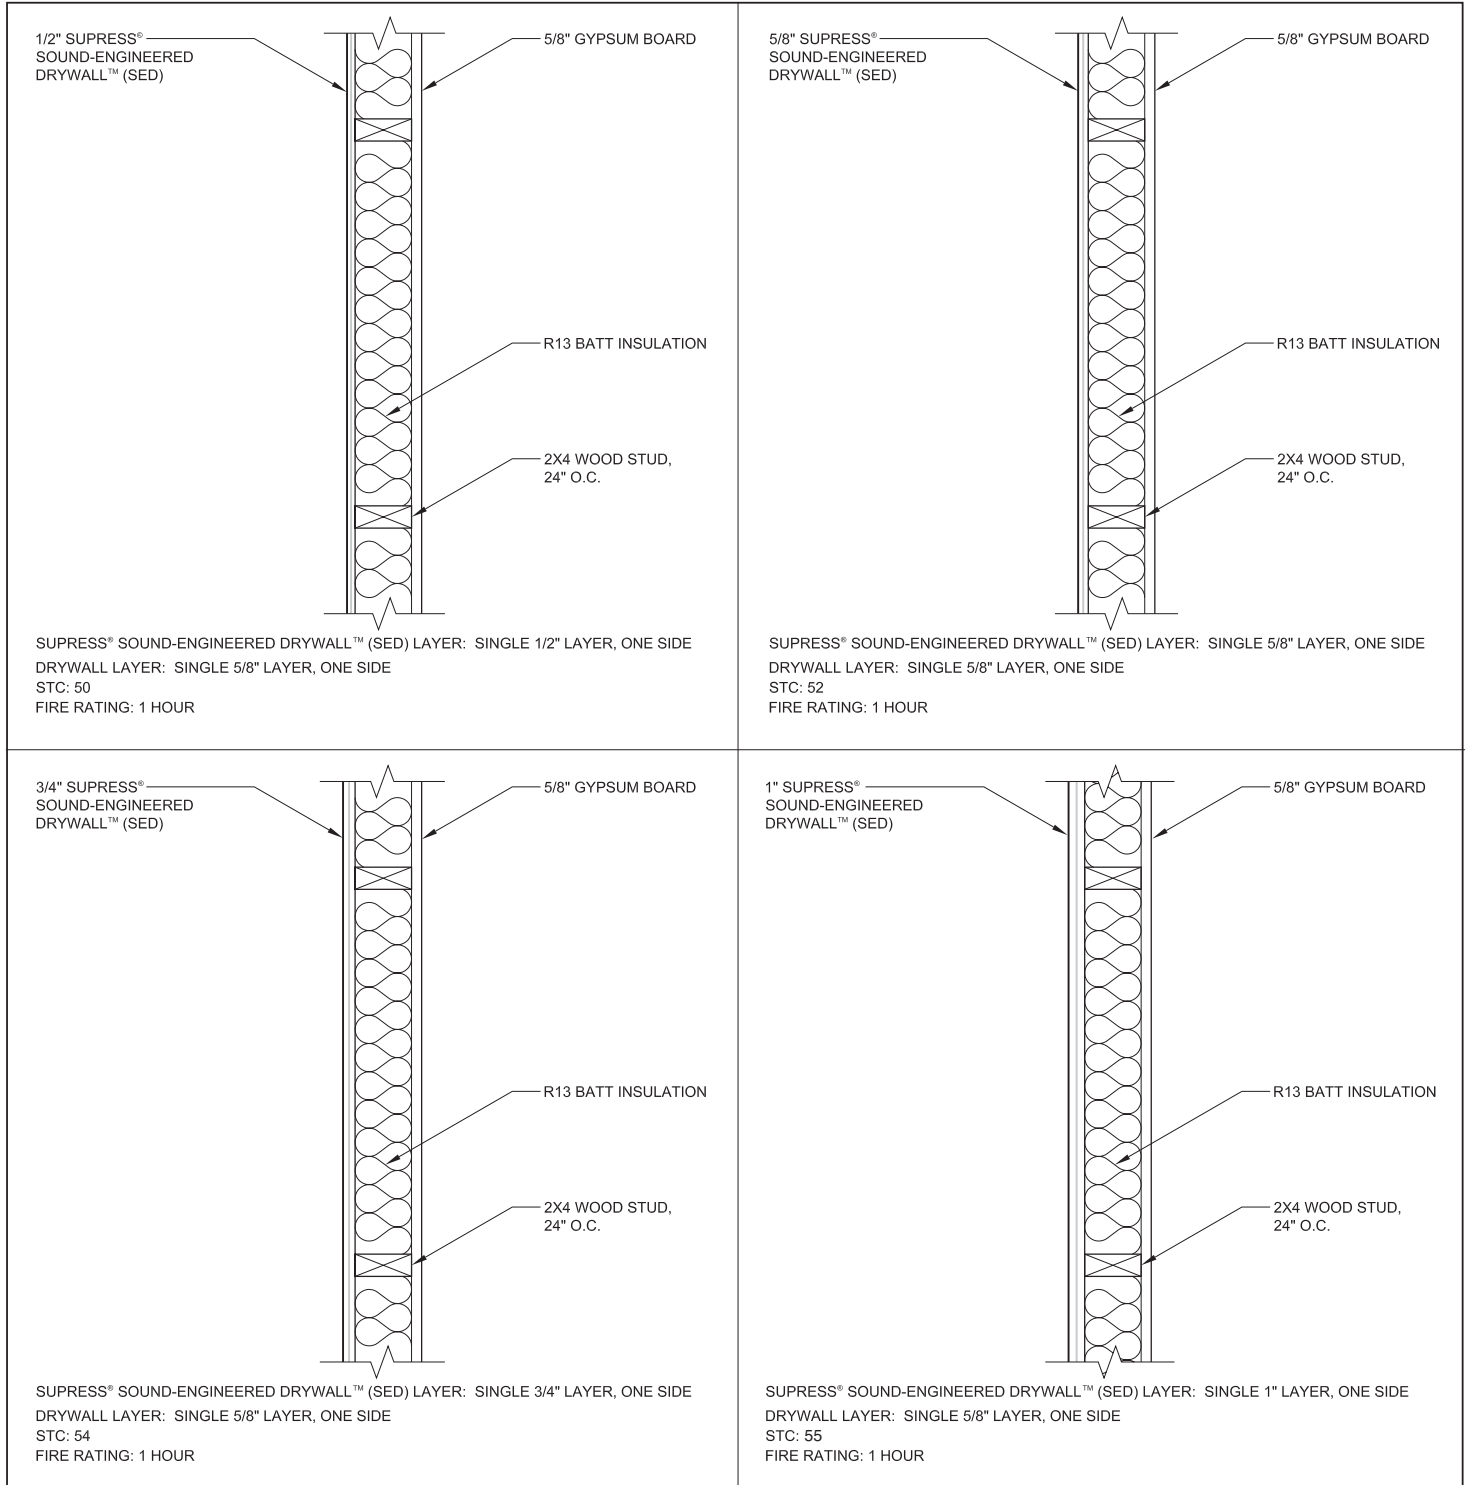 1/2" SUPRESS®
SOUND-ENGINEERED
DRYWALL™ (SED)
5/8" GYPSUM BOARD
R13 BATT INSULATION
2X4 WOOD STUD,
24" O.C.
SUPRESS® SOUND-ENGINEERED DRYWALL™ (SED) LAYER: SINGLE 1/2" LAYER, ONE SIDE
DRYWALL LAYER: SINGLE 5/8" LAYER, ONE SIDE
STC: 50
FIRE RATING: 1 HOUR
5/8" SUPRESS®
SOUND-ENGINEERED
DRYWALL™ (SED)
5/8" GYPSUM BOARD
R13 BATT INSULATION
2X4 WOOD STUD,
24" O.C.
SUPRESS® SOUND-ENGINEERED DRYWALL™ (SED) LAYER: SINGLE 5/8" LAYER, ONE SIDE
DRYWALL LAYER: SINGLE 5/8" LAYER, ONE SIDE
STC: 52
FIRE RATING: 1 HOUR
3/4" SUPRESS®
SOUND-ENGINEERED
DRYWALL™ (SED)
5/8" GYPSUM BOARD
R13 BATT INSULATION
2X4 WOOD STUD,
24" O.C.
SUPRESS® SOUND-ENGINEERED DRYWALL™ (SED) LAYER: SINGLE 3/4" LAYER, ONE SIDE
DRYWALL LAYER: SINGLE 5/8" LAYER, ONE SIDE
STC: 54
FIRE RATING: 1 HOUR
1" SUPRESS®
SOUND-ENGINEERED
DRYWALL™ (SED)
5/8" GYPSUM BOARD
R13 BATT INSULATION
2X4 WOOD STUD,
24" O.C.
SUPRESS® SOUND-ENGINEERED DRYWALL™ (SED) LAYER: SINGLE 1" LAYER, ONE SIDE
DRYWALL LAYER: SINGLE 5/8" LAYER, ONE SIDE
STC: 55
FIRE RATING: 1 HOUR